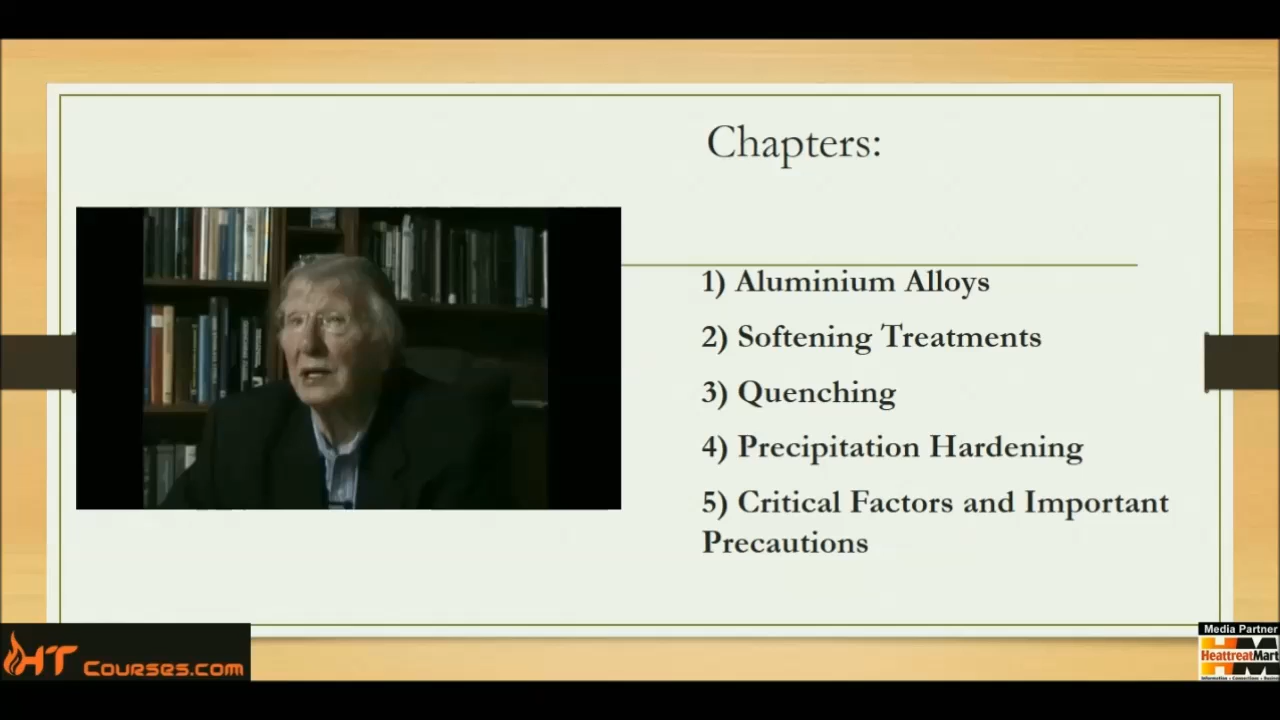 Chapters:
1) Aluminium Alloys
2) Softening Treatments
3) Quenching
4) Precipitation Hardening
5) Critical Factors and Important
Precautions
HT Courses.com
Media Partner
HeattreatMart